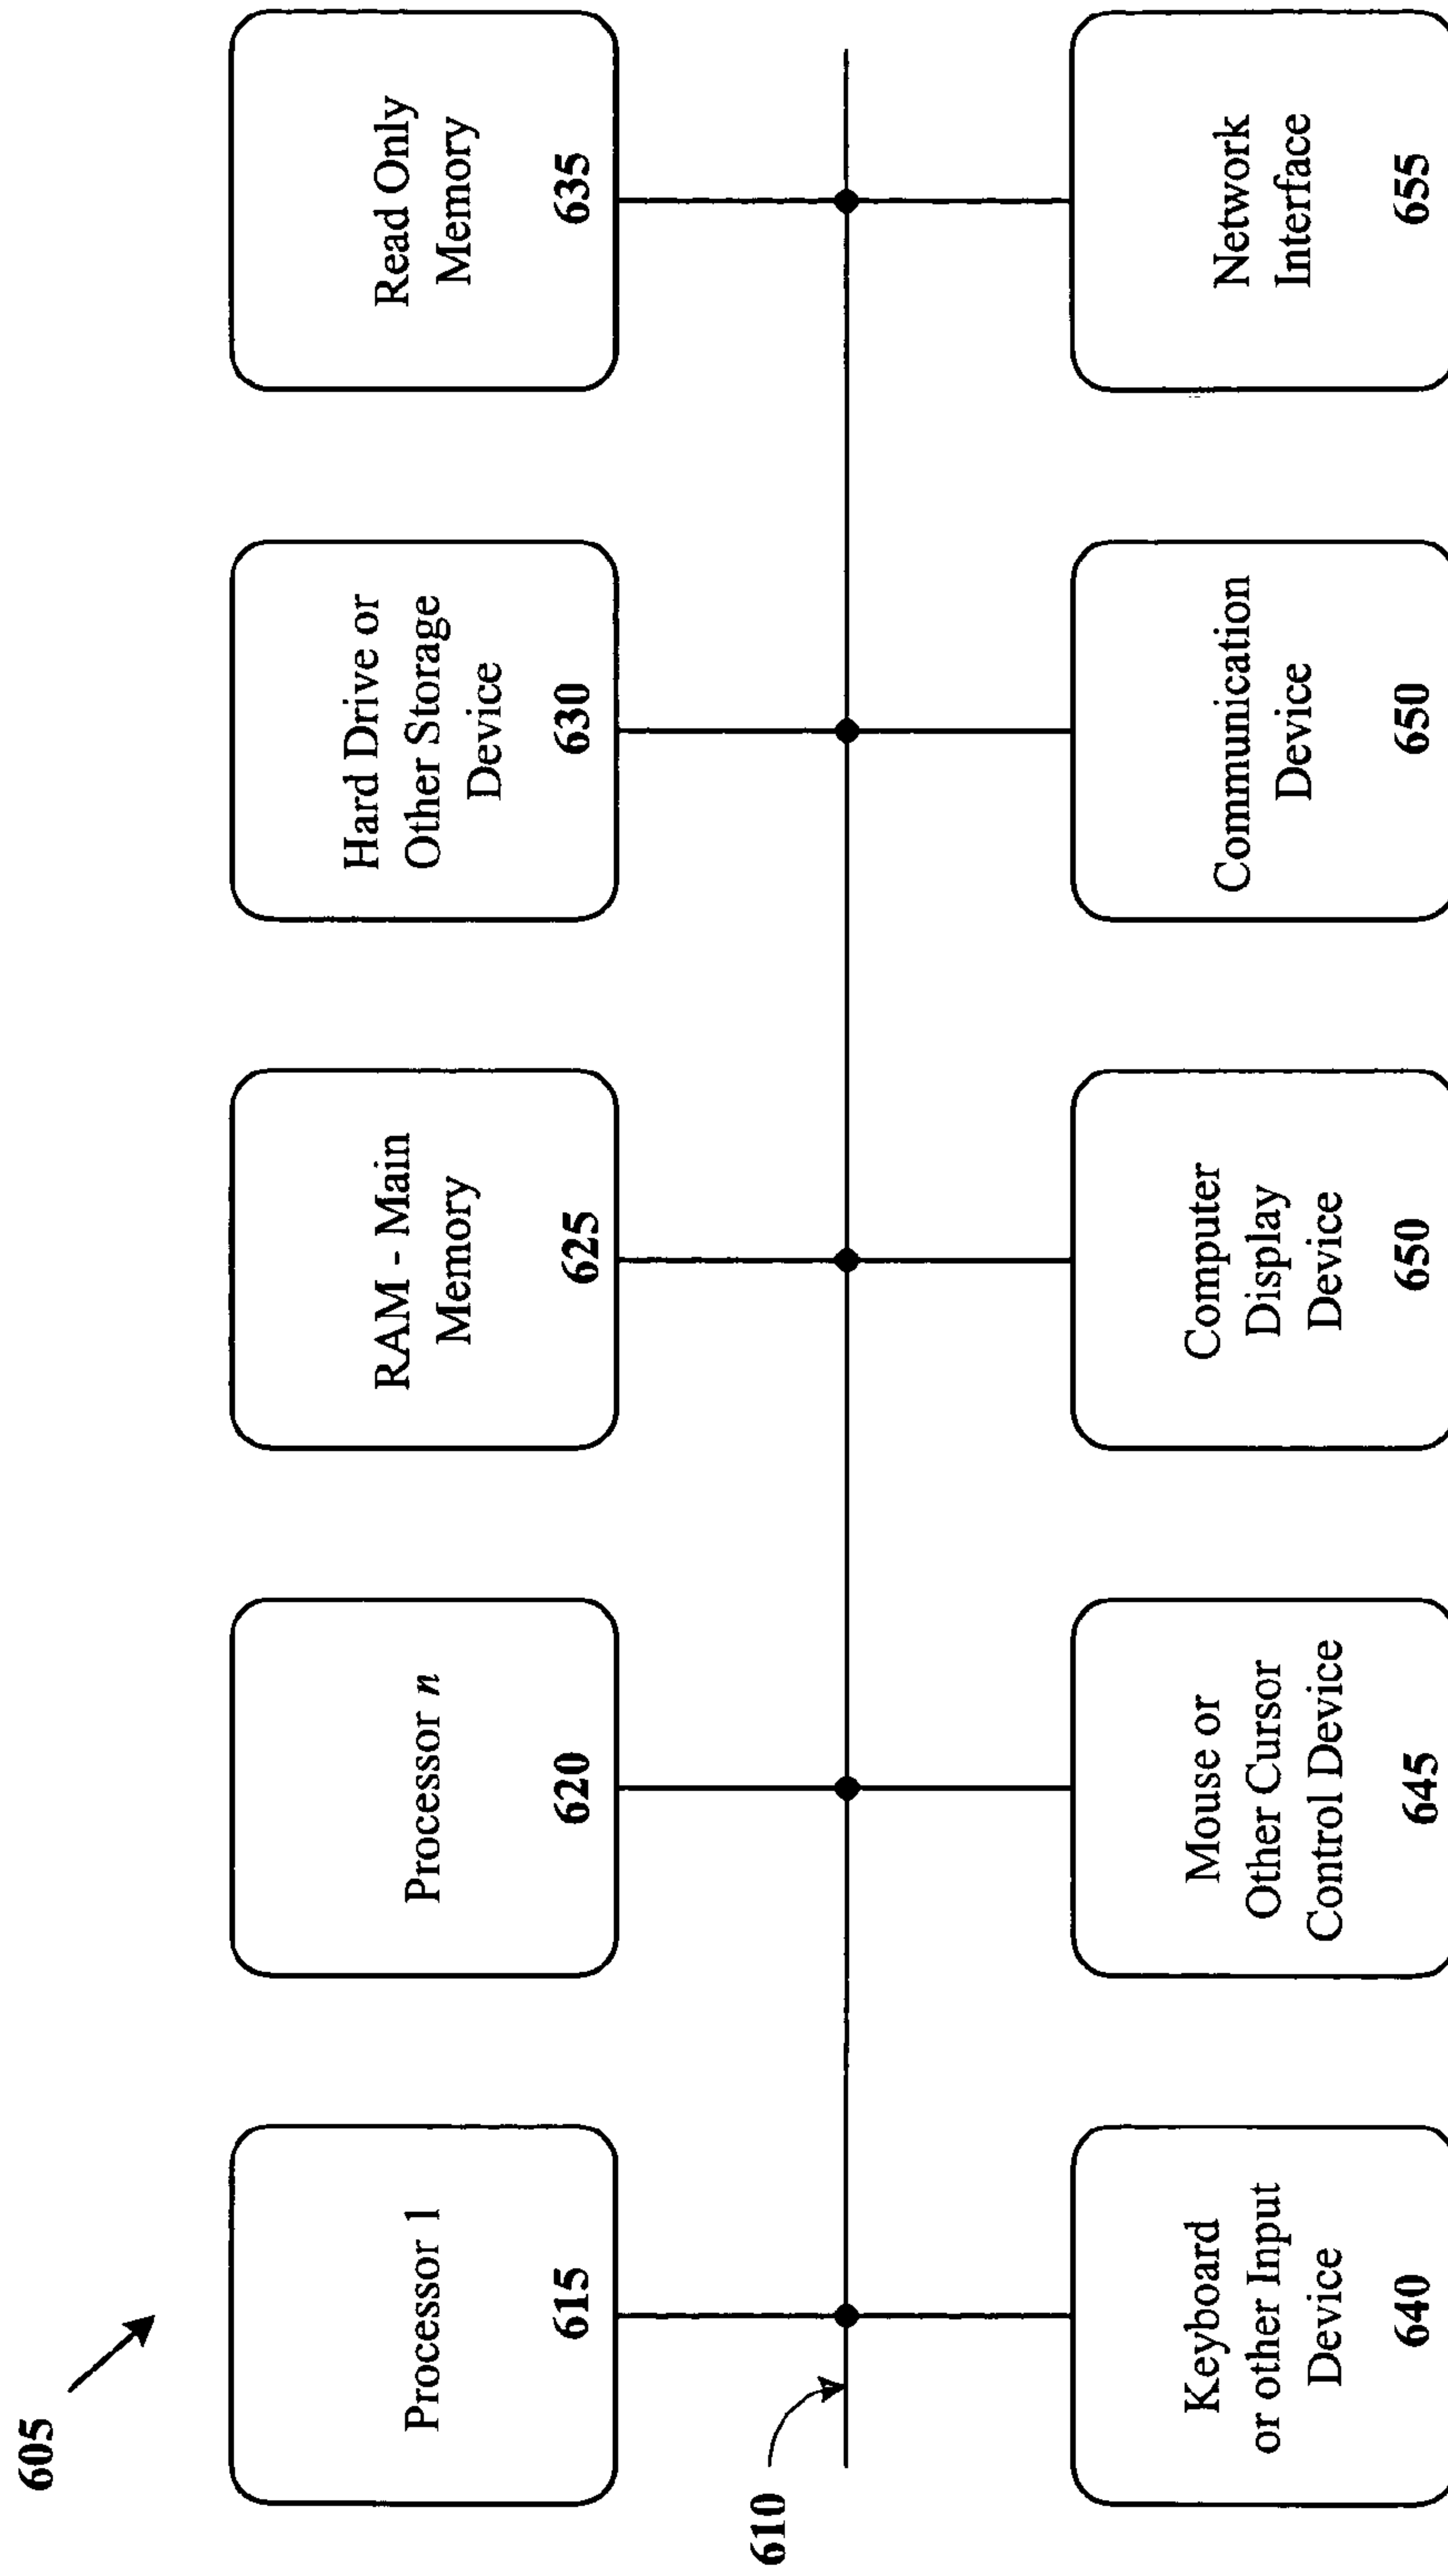 605
Processor 1
615
Processor n
620
RAM - Main
Memory
625
Hard Drive or
Other Storage
Device
630
Read Only
Memory
635
610
Keyboard
or other Input
Device
640
Mouse or
Other Cursor
Control Device
645
Computer
Display
Device
650
Communication
Device
650
Network
Interface
655